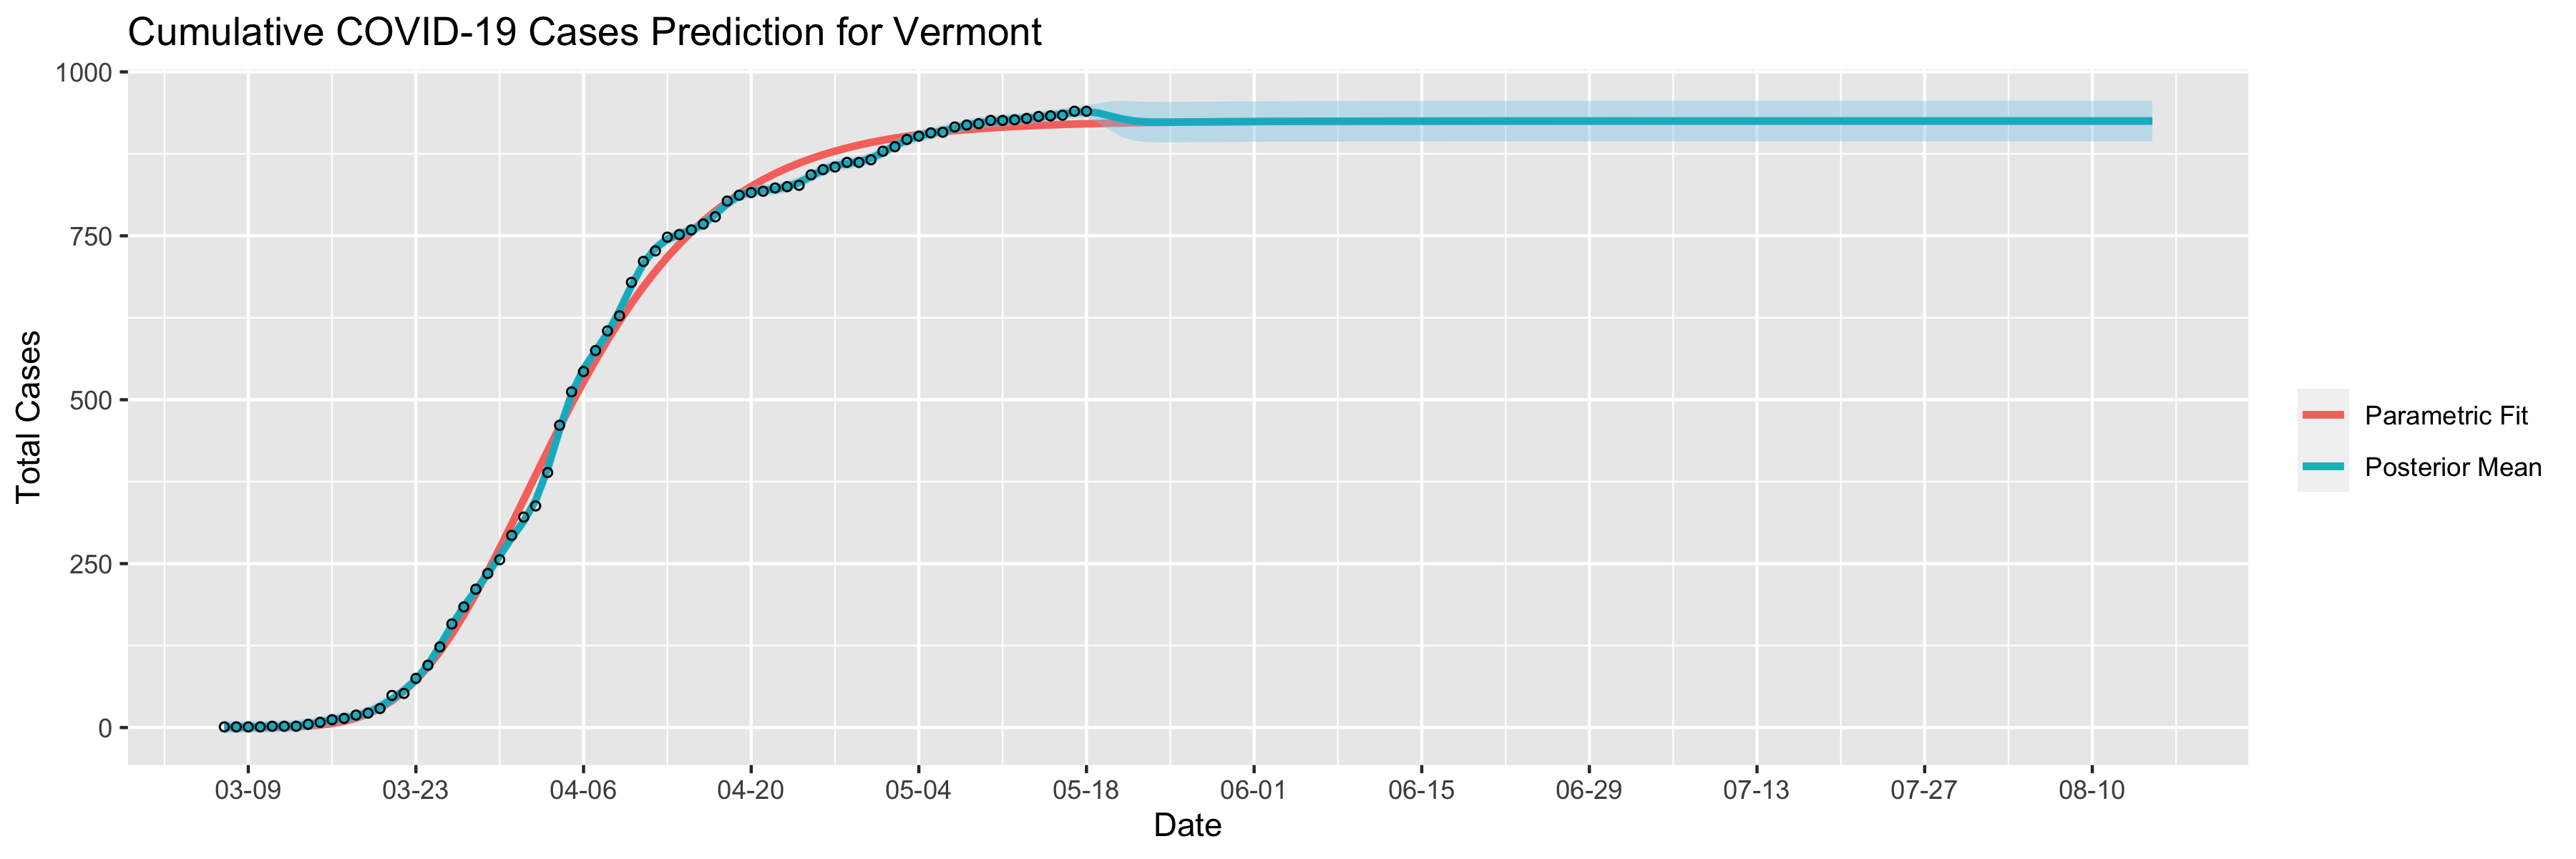 Cumulative COVID-19 Cases Prediction for Vermont
1000
750
500
250
0
Total Cases
03-09 03-23 04-06 04-20 05-04 05-18 06-01 06-15 06-29 07-13 07-27 08-10
Date
Parametric Fit
Posterior Mean